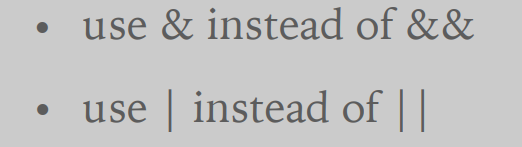 • use & instead of &&
• use | instead of ||